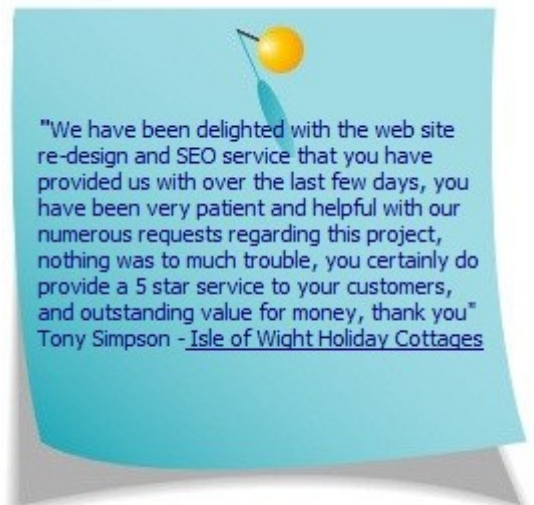 "We have been delighted with the web site
re-design and SEO service that you have
provided us with over the last few days, you
have been very patient and helpful with our
numerous requests regarding this project,
nothing was to much trouble, you certainly do
provide a 5 star service to your customers,
and outstanding value for money, thank you"
Tony Simpson - Isle of Wight Holiday Cottages